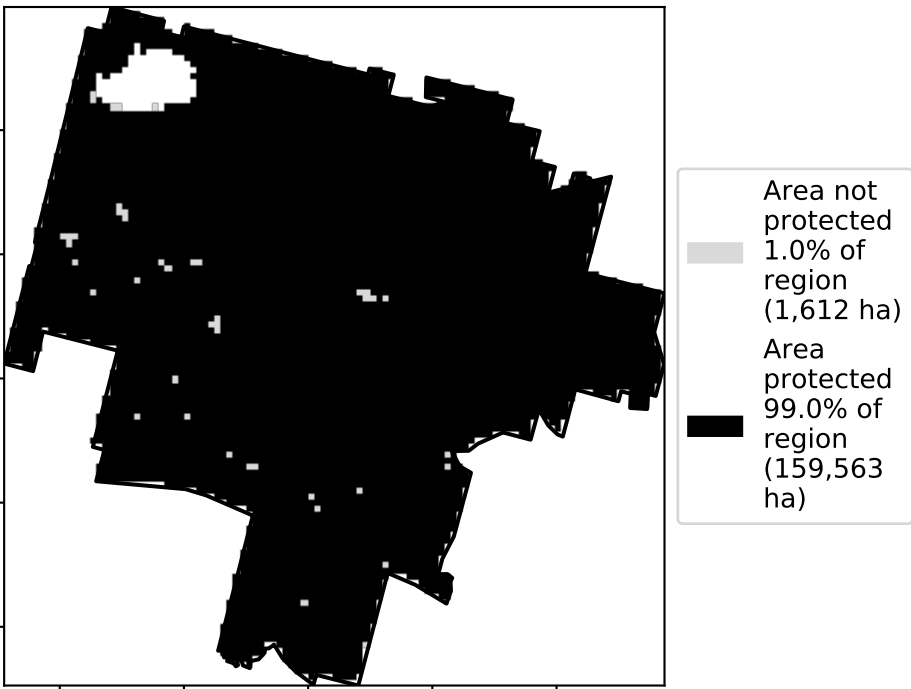 Area not
protected
1.0% of
region
(1,612 ha)
Area
protected
99.0% of
region
(159,563
ha)